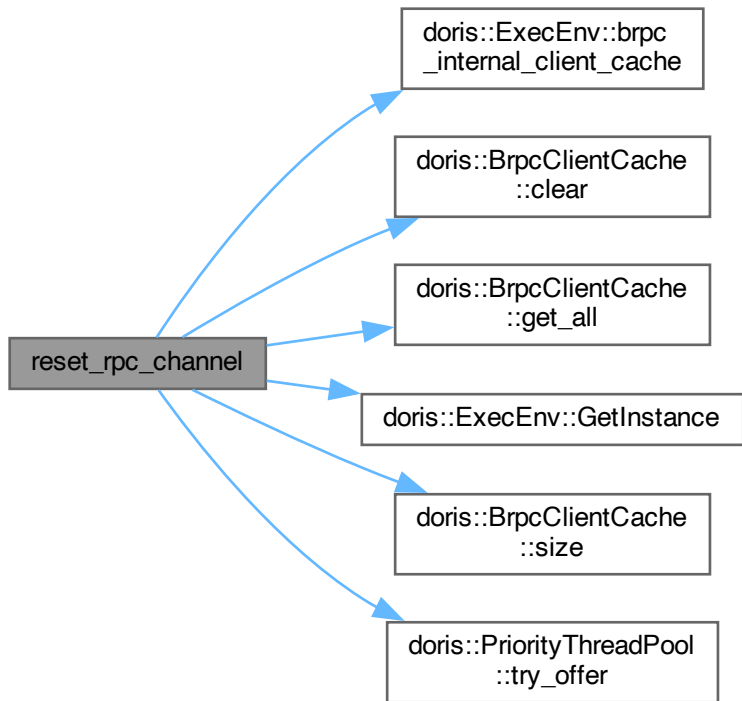 doris::ExecEnv::brpc
_internal_client_cache
doris::BrpcClientCache
::clear
doris::BrpcClientCache
::get_all
reset_rpc_channel
doris::ExecEnv::GetInstance
doris::BrpcClientCache
::size
doris::PriorityThreadPool
::try_offer